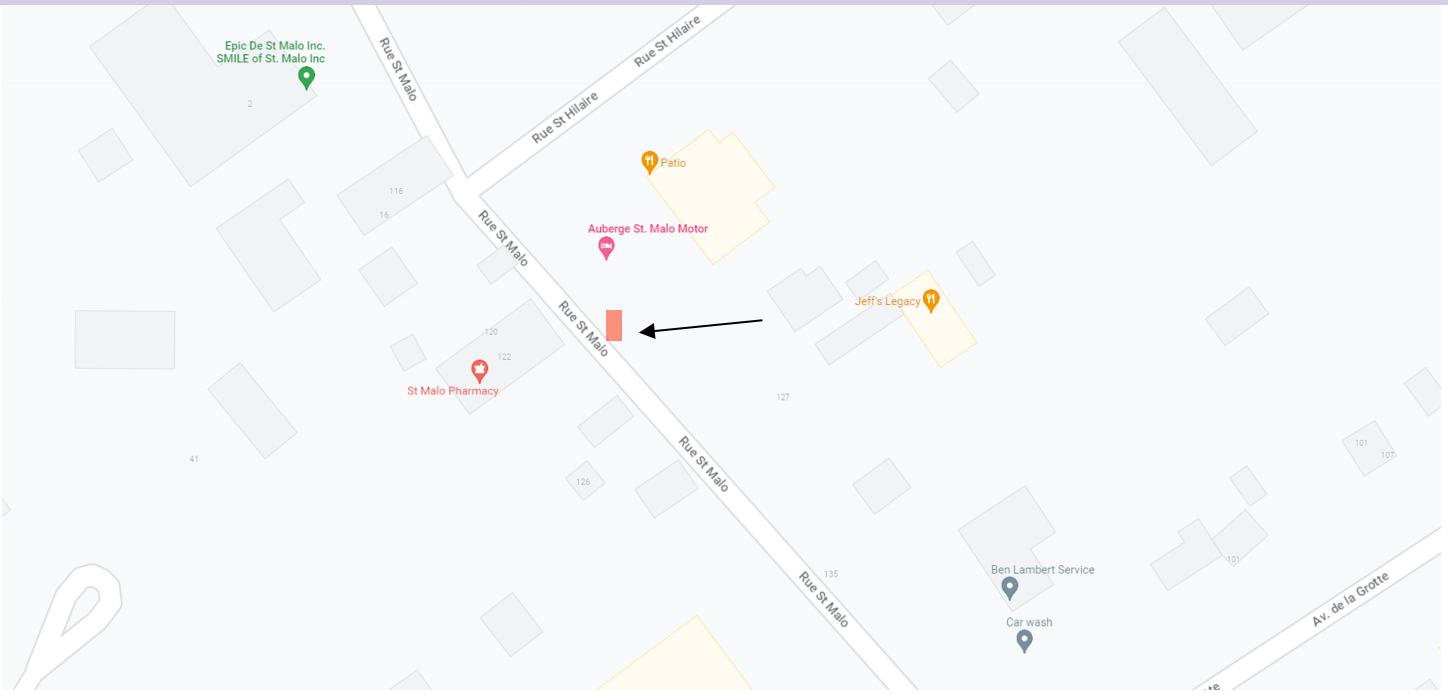 Epic De St Malo Inc.
SMILE of St. Malo Inc
Rue St Malo
Rue St Hilaire
Rue St Hilaire
2
Patio
116
16
Rue St Malo
Auberge St. Malo Motor
Jeff's Legacy
Rue St Malo
120
122
St Malo Pharmacy
127
41
Rue St Malo
126
101
107
Ben Lambert Service
135
101
Rue St Malo
Av. de la Grotte
Car wash
te